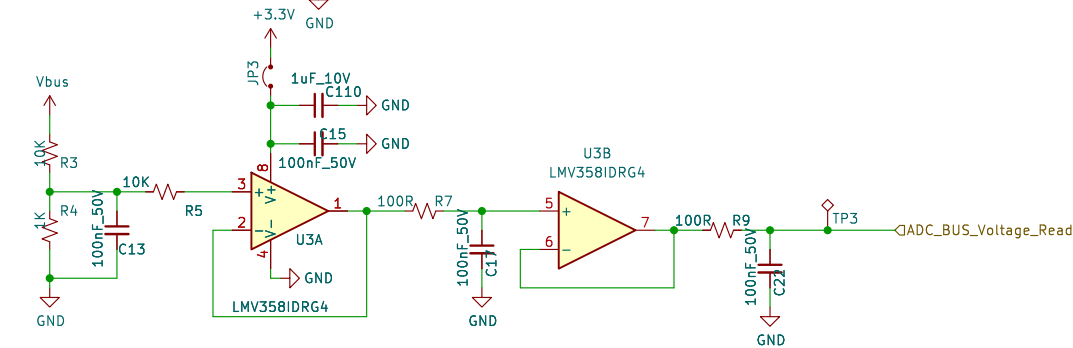 GND
+3.3V
JP3
1uF_10V
C110
GND
Vbus
C15
GND
100nF_50V
10K
R3
8
V+
U3B
LMV358IDRG4
10K
R5
3
+
1
1K
R4
100nF_50V
C13
2
-
V-
U3A
4
GND
LMV358IDRG4
GND
100R
R7
100nF_50V
C17
GND
5
+
7
6
-
100R
R9
100nF_50V
C22
GND
TP3
ADC_BUS_Voltage_Read